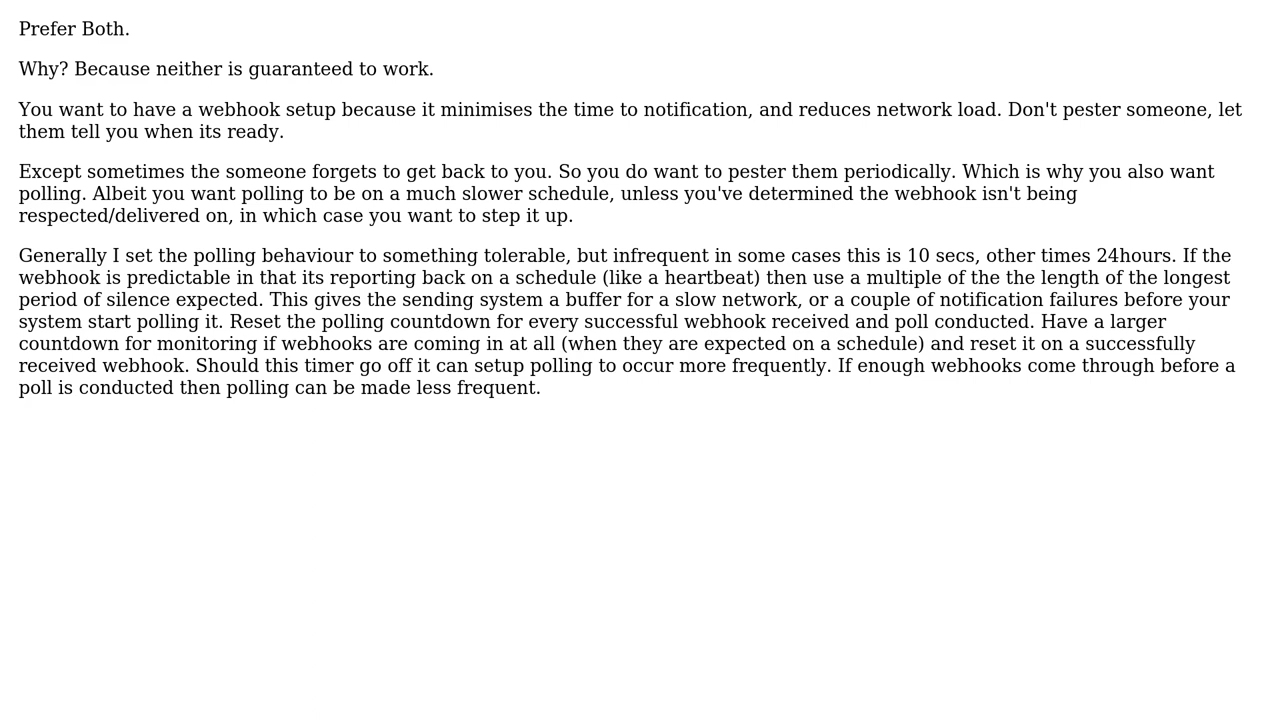 Prefer Both.
Why? Because neither is guaranteed to work.
You want to have a webhook setup because it minimises the time to notification, and reduces network load. Don't pester someone, let
them tell you when its ready.
Except sometimes the someone forgets to get back to you. So you do want to pester them periodically. Which is why you also want
polling. Albeit you want polling to be on a much slower schedule, unless you've determined the webhook isn't being
respected/delivered on, in which case you want to step it up.
Generally I set the polling behaviour to something tolerable, but infrequent in some cases this is 10 secs, other times 24hours. If the
webhook is predictable in that its reporting back on a schedule (like a heartbeat) then use a multiple of the the length of the longest
period of silence expected. This gives the sending system a buffer for a slow network, or a couple of notification failures before your
system start polling it. Reset the polling countdown for every successful webhook received and poll conducted. Have a larger
countdown for monitoring if webhooks are coming in at all (when they are expected on a schedule) and reset it on a successfully
received webhook. Should this timer go off it can setup polling to occur more frequently. If enough webhooks come through before a
poll is conducted then polling can be made less frequent.